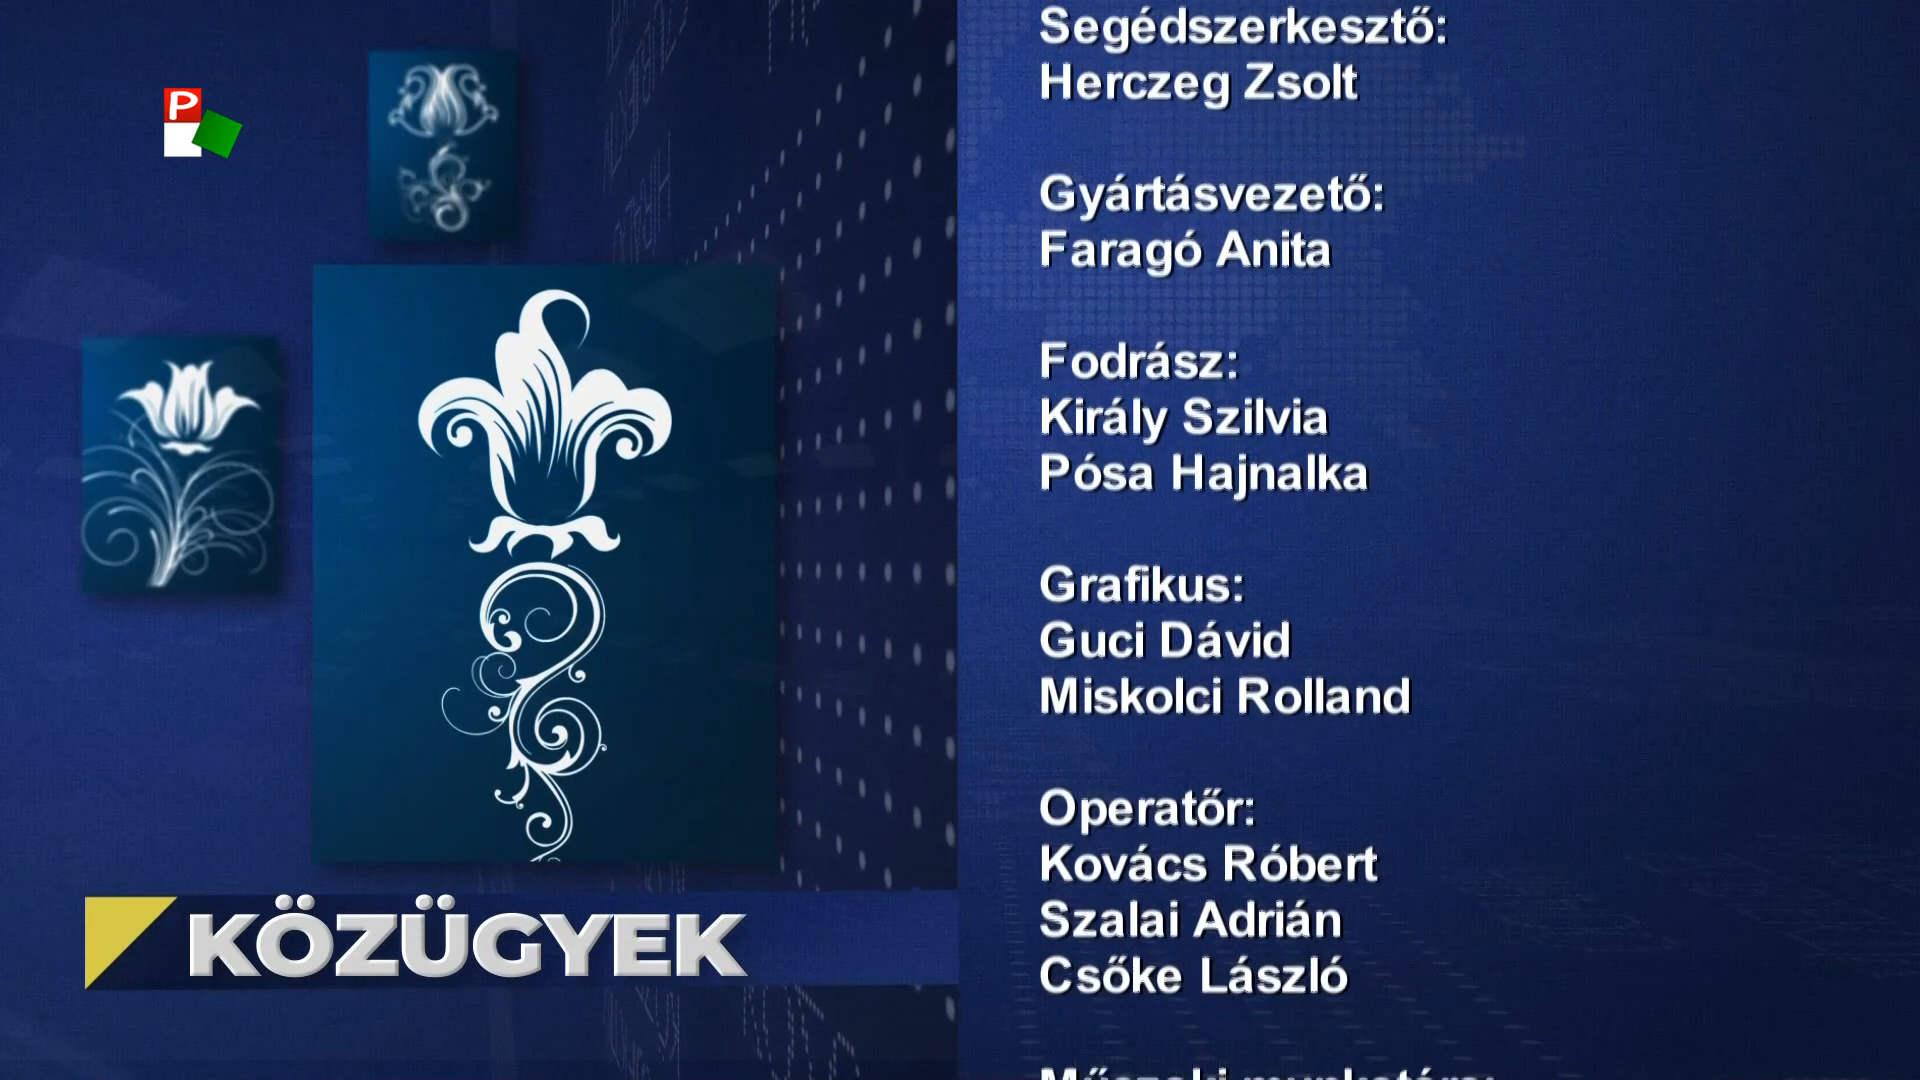 P
KÖZÜGYEK
Segédszerkesztő:
Herczeg Zsolt
Gyártásvezető:
Faragó Anita
Fodrász:
Király Szilvia
Pósa Hajnalka
Grafikus:
Guci Dávid
Miskolci Rolland
Operatőr:
Kovács Róbert
Szalai Adrián
Csőke László